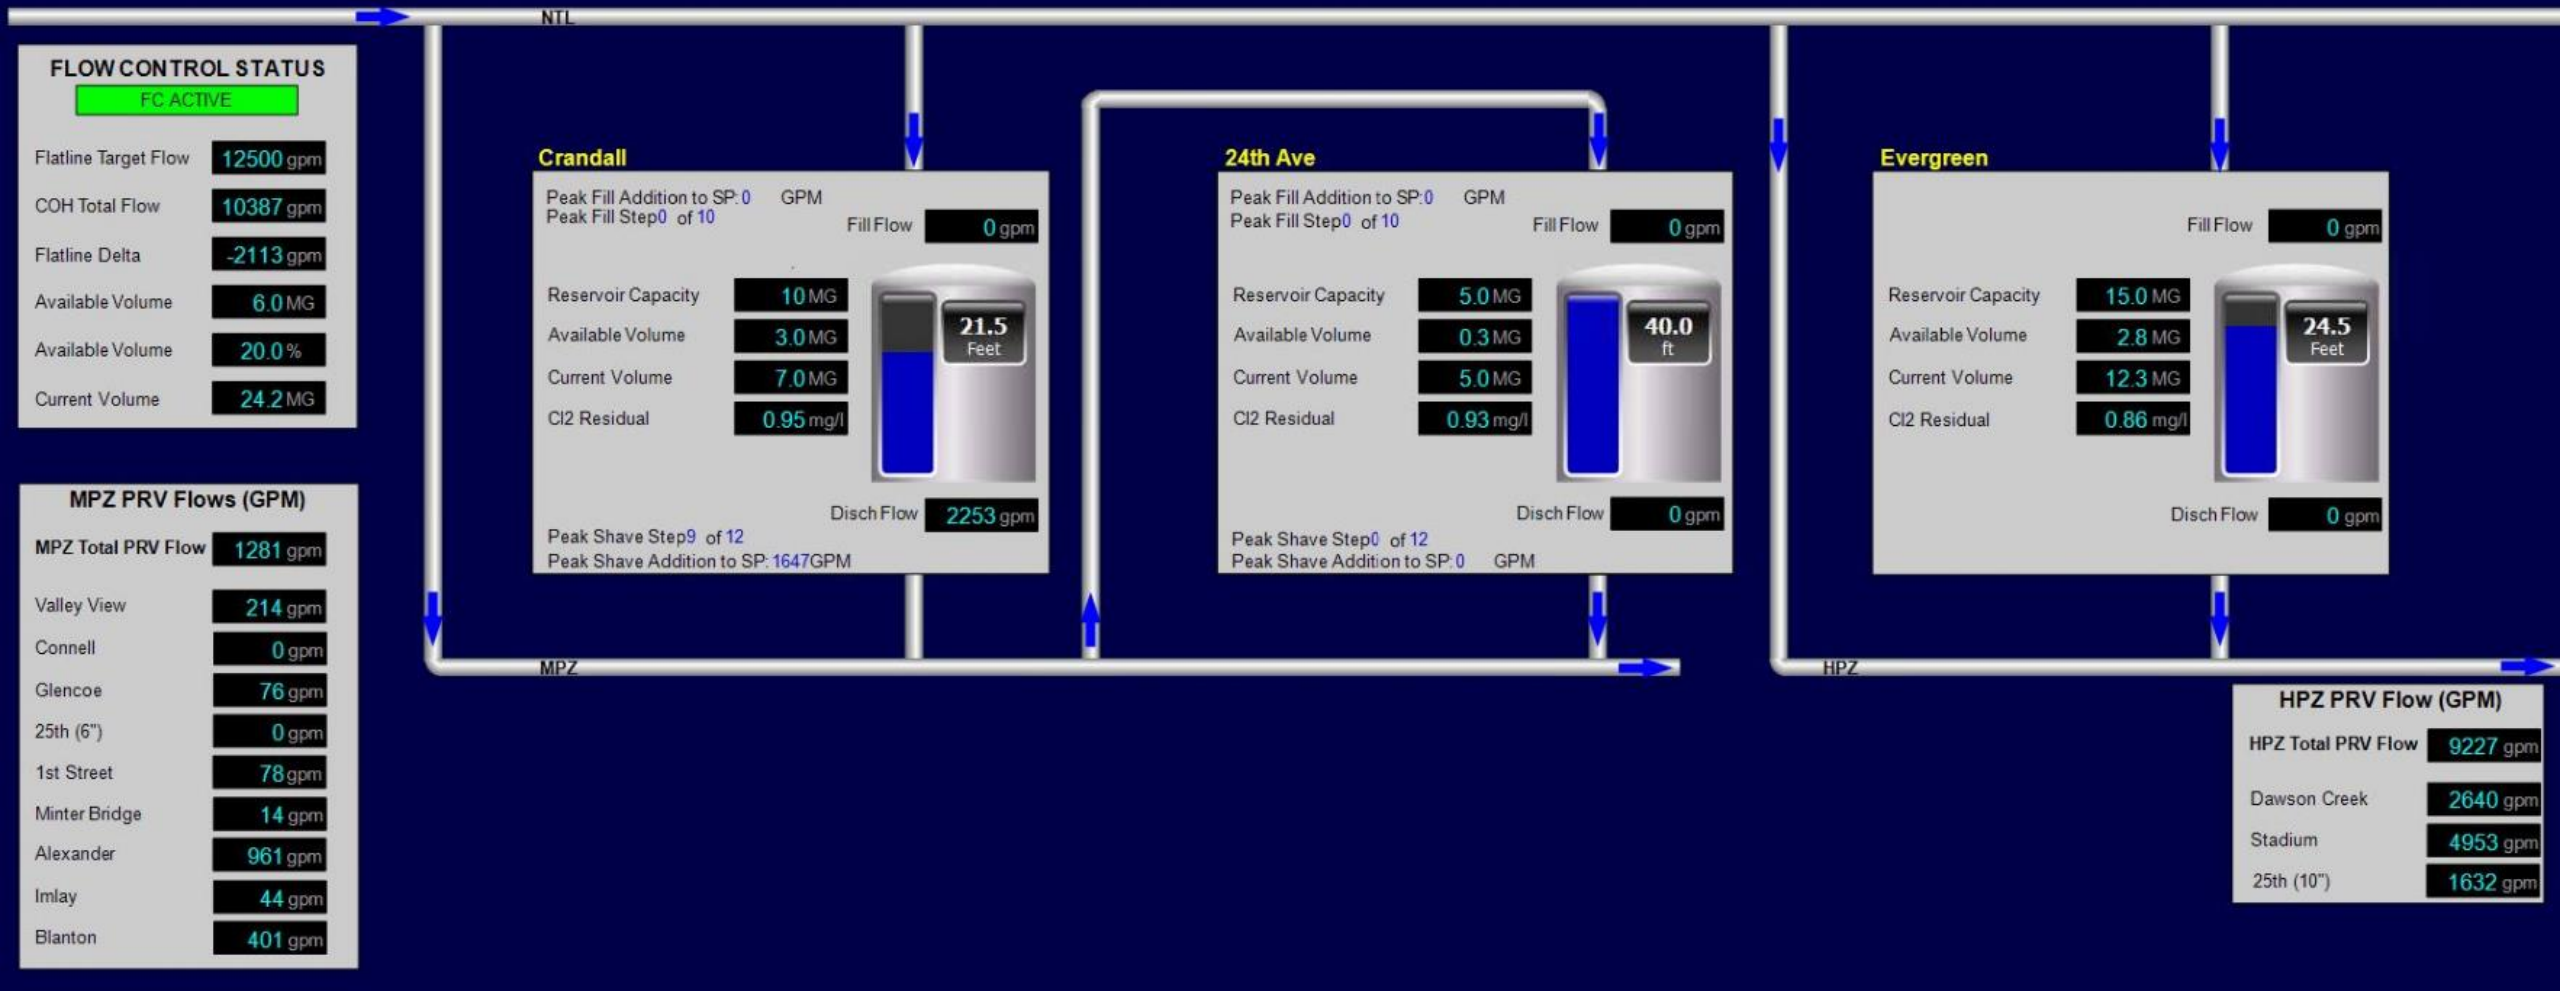 NTL
FLOW CONTROL STATUS
FC ACTIVE
Flatline Target Flow 12500 gpm
COH Total Flow 10387 gpm
Flatline Delta -2113 gpm
Available Volume 6.0 MG
Available Volume 20.0 %
Current Volume 24.2 MG
MPZ PRV Flows (GPM)
MPZ Total PRV Flow 1281 gpm
Valley View 214 gpm
Connell 0 gpm
Glencoe 76 gpm
25th (6") 0 gpm
1st Street 78 gpm
Minter Bridge 14 gpm
Alexander 961 gpm
Imlay 44 gpm
Blanton 401 gpm
Crandall
Peak Fill Addition to SP: 0 GPM
Peak Fill Step0 of 10
Fill Flow 0 gpm
Reservoir Capacity 10 MG
Available Volume 3.0 MG
Current Volume 7.0 MG
Cl2 Residual 0.95 mg/l
21.5
Feet
Disch Flow 2253 gpm
Peak Shave Step9 of 12
Peak Shave Addition to SP: 1647GPM
MPZ
24th Ave
Peak Fill Addition to SP:0 GPM
Peak Fill Step0 of 10
Fill Flow 0 gpm
Reservoir Capacity 5.0 MG
Available Volume 0.3 MG
Current Volume 5.0 MG
Cl2 Residual 0.93 mg/l
40.0
ft
Disch Flow 0 gpm
Peak Shave Step0 of 12
Peak Shave Addition to SP: 0 GPM
Evergreen
Fill Flow 0 gpm
Reservoir Capacity 15.0 MG
Available Volume 2.8 MG
Current Volume 12.3 MG
Cl2 Residual 0.86 mg/l
24.5
Feet
Disch Flow 0 gpm
HPZ
HPZ PRV Flow (GPM)
HPZ Total PRV Flow 9227 gpm
Dawson Creek 2640 gpm
Stadium 4953 gpm
25th (10") 1632 gpm